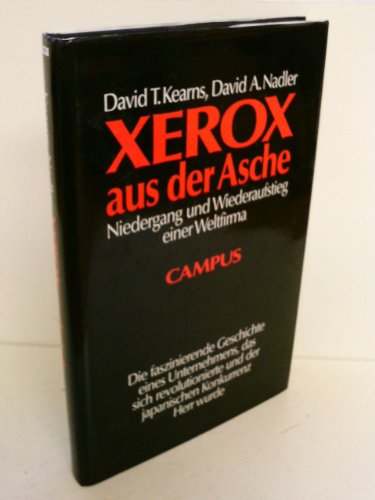 David T. Kearns, David A. Nadler
XEROX
aus der Asche
Niedergang und Wiederaufstieg
einer Weltfirma
CAMPUS
Die faszinierende Geschichte
eines Unternehmens, das
sich revolutionierte und der
japanischen Konkurrenz
Herr wurde